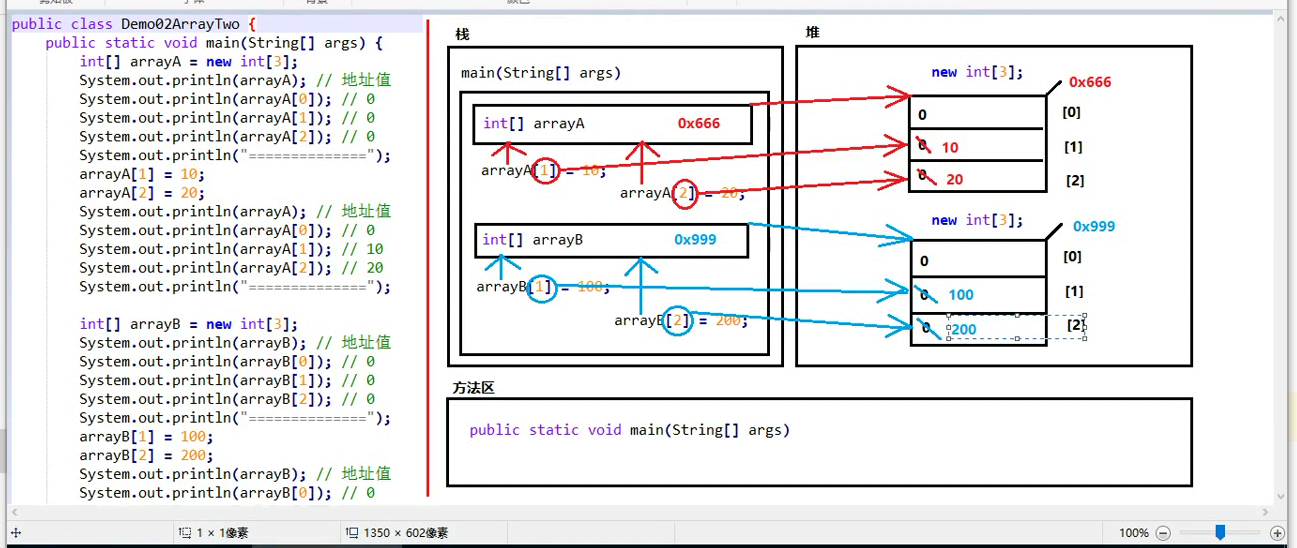 public class Demo02ArrayTwo {
public static void main(String[] args) {
int[] arrayA = new int[3];
System.out.println(arrayA); // 地址值
System.out.println(arrayA[0]); // 0
System.out.println(arrayA[1]); // 0
System.out.println(arrayA[2]); // 0
System.out.println("==============");
arrayA[1] = 10;
arrayA[2] = 20;
System.out.println(arrayA); // 地址值
System.out.println(arrayA[0]); // 0
System.out.println(arrayA[1]); // 10
System.out.println(arrayA[2]); // 20
System.out.println("==============");
int[] arrayB = new int[3];
System.out.println(arrayB); // 地址值
System.out.println(arrayB[0]); // 0
System.out.println(arrayB[1]); // 0
System.out.println(arrayB[2]); // 0
System.out.println("==============");
arrayB[1] = 100;
arrayB[2] = 200;
System.out.println(arrayB); // 地址值
System.out.println(arrayB[0]); // 0
栈
main(String[] args)
int[] arrayA 0x666
arrayA[1] = 10;
arrayA[2] = 20;
int[] arrayB 0x999
arrayB[1] = 100;
arrayB[2] = 200;
堆
new int[3];
0x666
0 [0]
0 10 [1]
0 20 [2]
new int[3];
0x999
0 [0]
0 100 [1]
0 200 [2]
方法区
public static void main(String[] args)
1 × 1像素
1350 × 602像素
100%